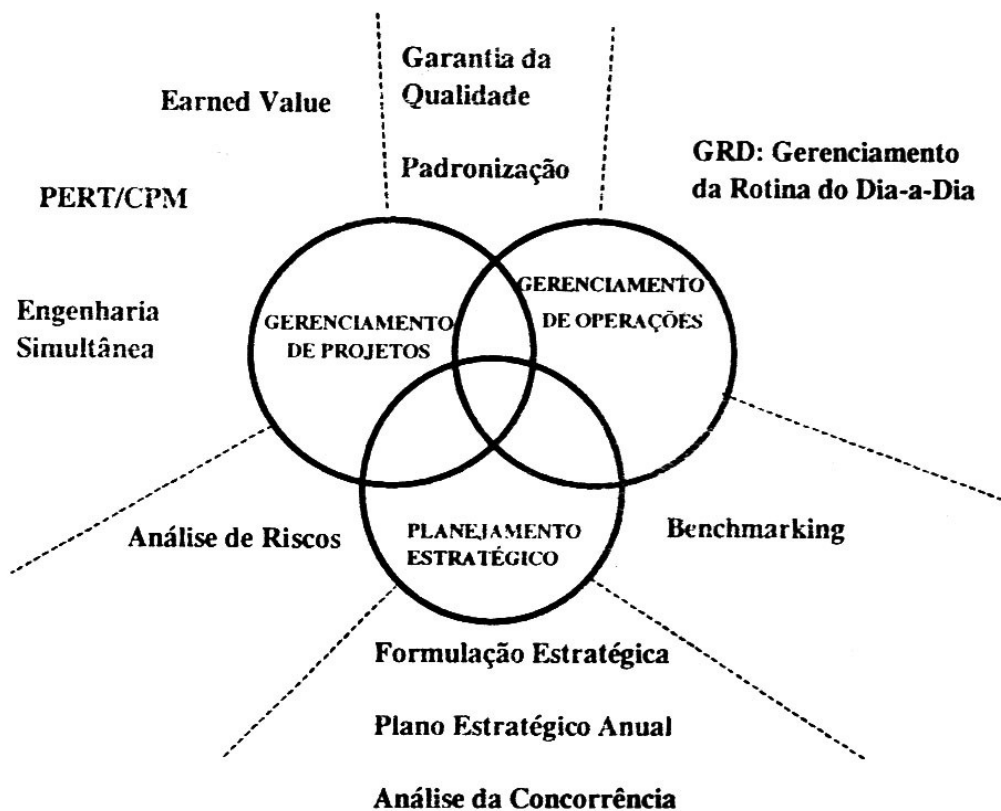 Garantia da
Qualidade
Earned Value
Padronização
GRD: Gerenciamento
da Rotina do Dia-a-Dia
PERT/CPM
Engenharia
Simultânea
GERENCIAMENTO
DE PROJETOS
GERENCIAMENTO
DE OPERAÇÕES
Análise de Riscos
PLANEJAMENTO
ESTRATÉGICO
Benchmarking
Formulação Estratégica
Plano Estratégico Anual
Análise da Concorrência